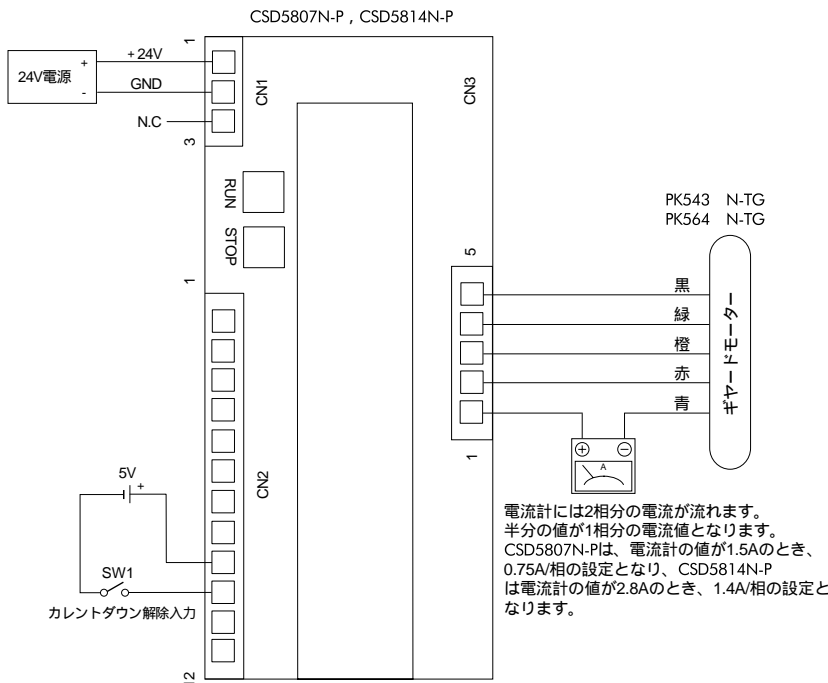 CSD5807N-P , CSD5814N-P
24V電源
+
-
+24V
GND
N.C
1
3
CN1
CN3
RUN
STOP
5
1
1
CN2
5V
+
SW1
カレントダウン解除入力
12
PK543 N-TG
PK564 N-TG
黒
緑
橙
赤
青
ギヤードモーター
+
−
A
電流計には2相分の電流が流れます。
半分の値が1相分の電流値となります。
CSD5807N-Pは、電流計の値が1.5Aのとき、
0.75A/相の設定となり、CSD5814N-P
は電流計の値が2.8Aのとき、1.4A/相の設定と
なります。